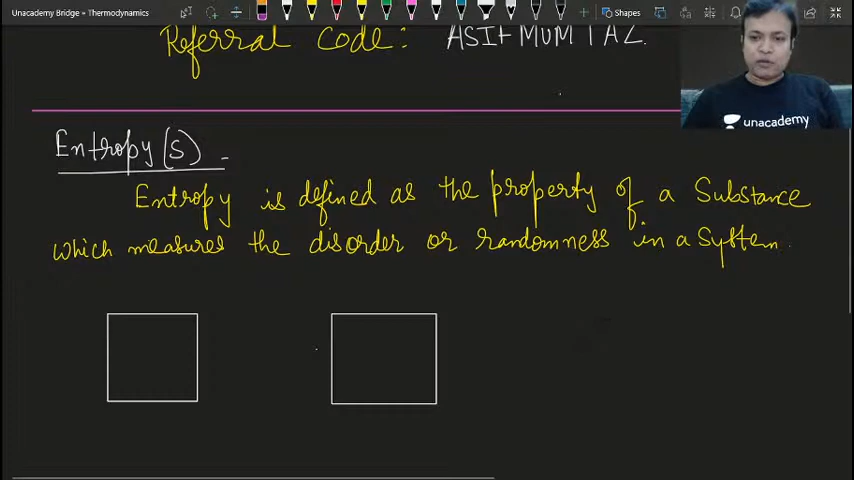 Unacademy Bridge • Thermodynamics
Shapes
Referral Code: ASIFMUMTAZ.
unacademy
Entropy (S) -
Entropy is defined as the property of a Substance
which measures the disorder or randomness in a System.